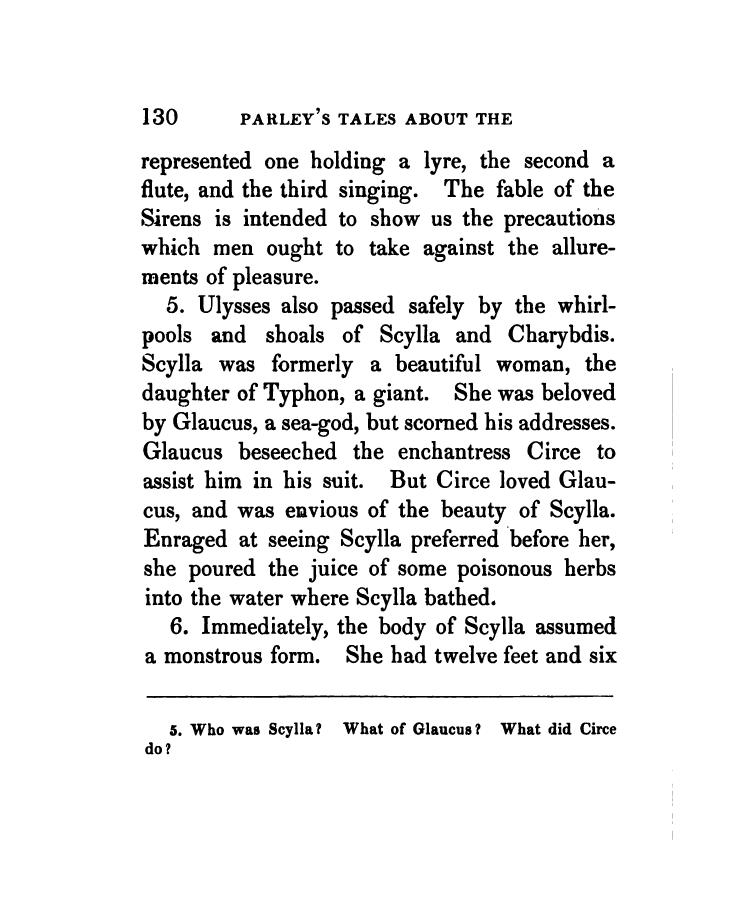 130 PARLEY'S TALES ABOUT THE
represented one holding a lyre, the second a
flute, and the third singing. The fable of the
Sirens is intended to show us the precautions
which men ought to take against the allure-
ments of pleasure.
5. Ulysses also passed safely by the whirl-
pools and shoals of Scylla and Charybdis.
Scylla was formerly a beautiful woman, the
daughter of Typhon, a giant. She was beloved
by Glaucus, a sea-god, but scorned his addresses.
Glaucus beseeched the enchantress Circe to
assist him in his suit. But Circe loved Glau-
cus, and was envious of the beauty of Scylla.
Enraged at seeing Scylla preferred before her,
she poured the juice of some poisonous herbs
into the water where Scylla bathed.
6. Immediately, the body of Scylla assumed
a monstrous form. She had twelve feet and six
5. Who was Scylla? What of Glaucus? What did Circe
do?